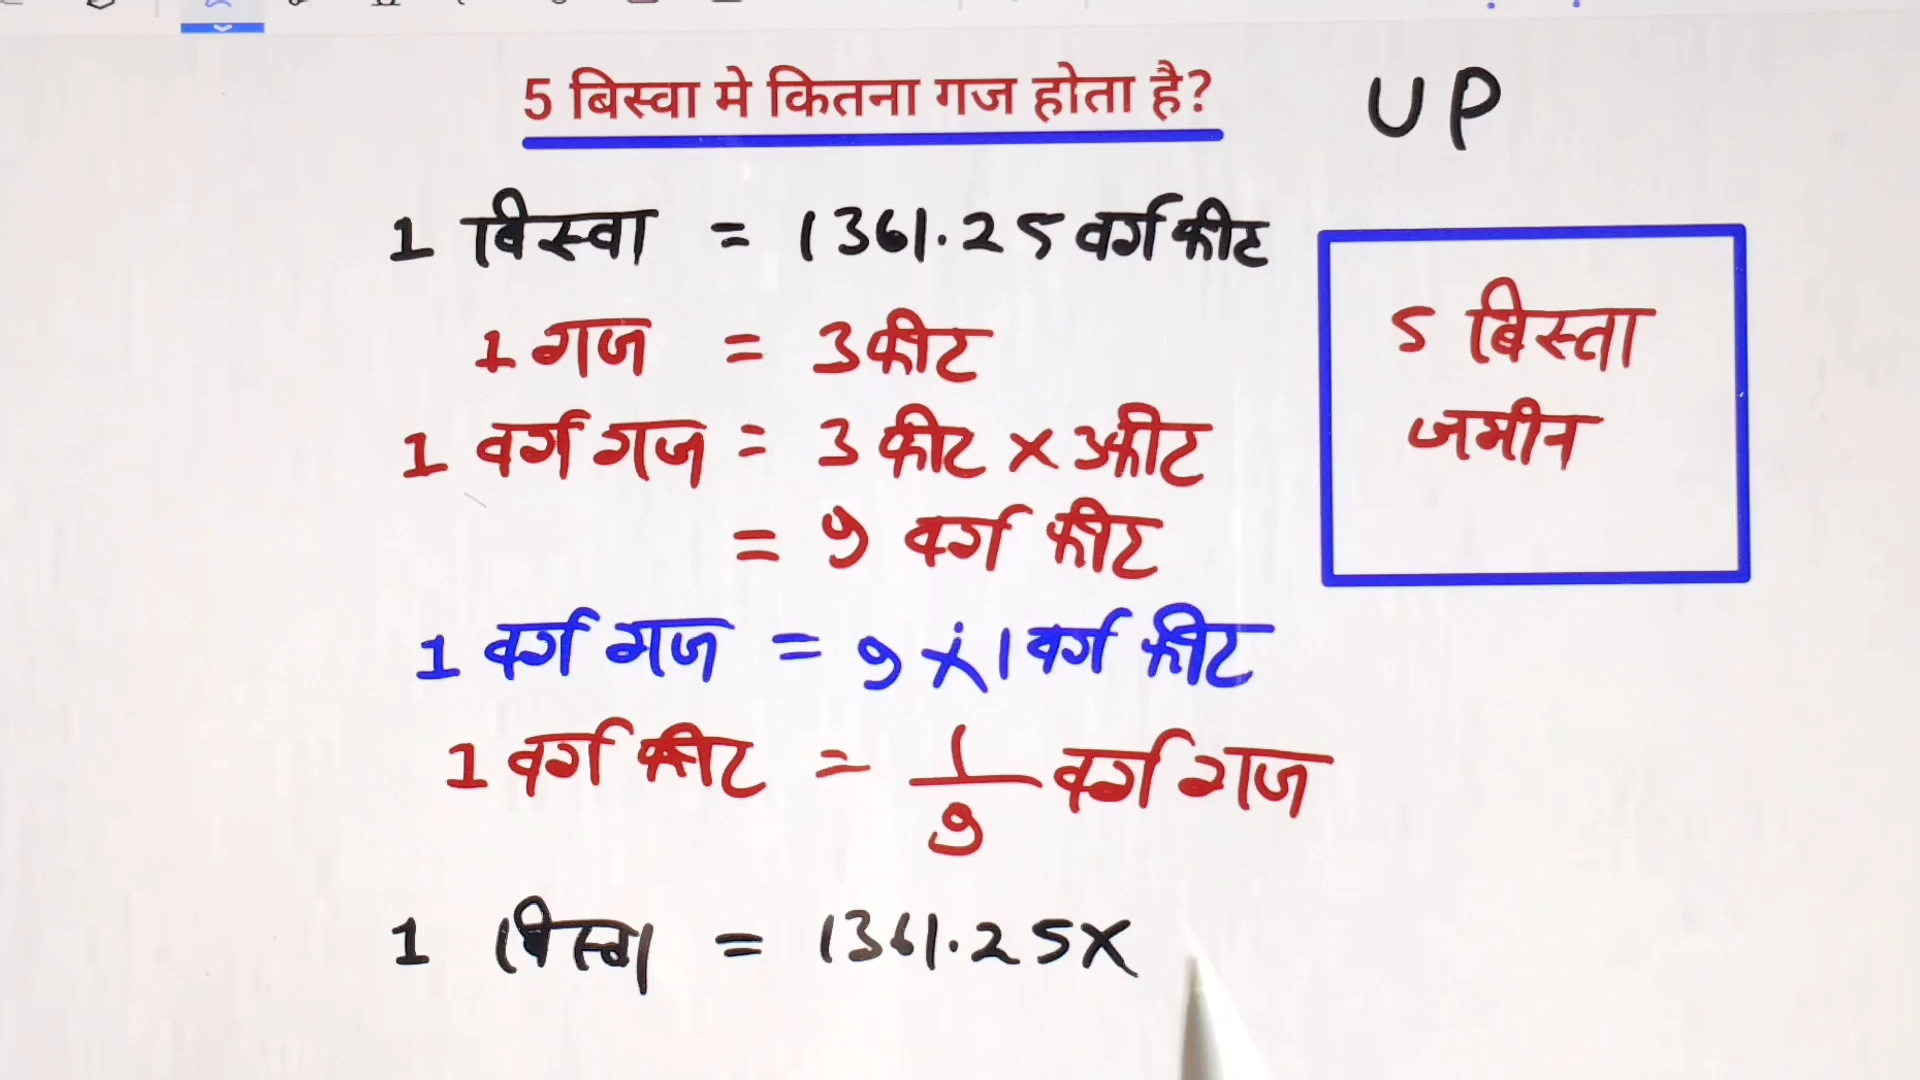 5 बिस्वा मे कितना गज होता है?
UP
1 बिस्वा = 1361.25 वर्ग फीट
1 गज = 3 फीट
1 वर्ग गज = 3 फीट × 3 फीट
= 9 वर्ग फीट
1 वर्ग गज = 9 × 1 वर्ग फीट
1 वर्ग फीट = 1/9 वर्ग गज
1 बिस्वा = 1361.25 ×
5 बिस्ता
जमीन